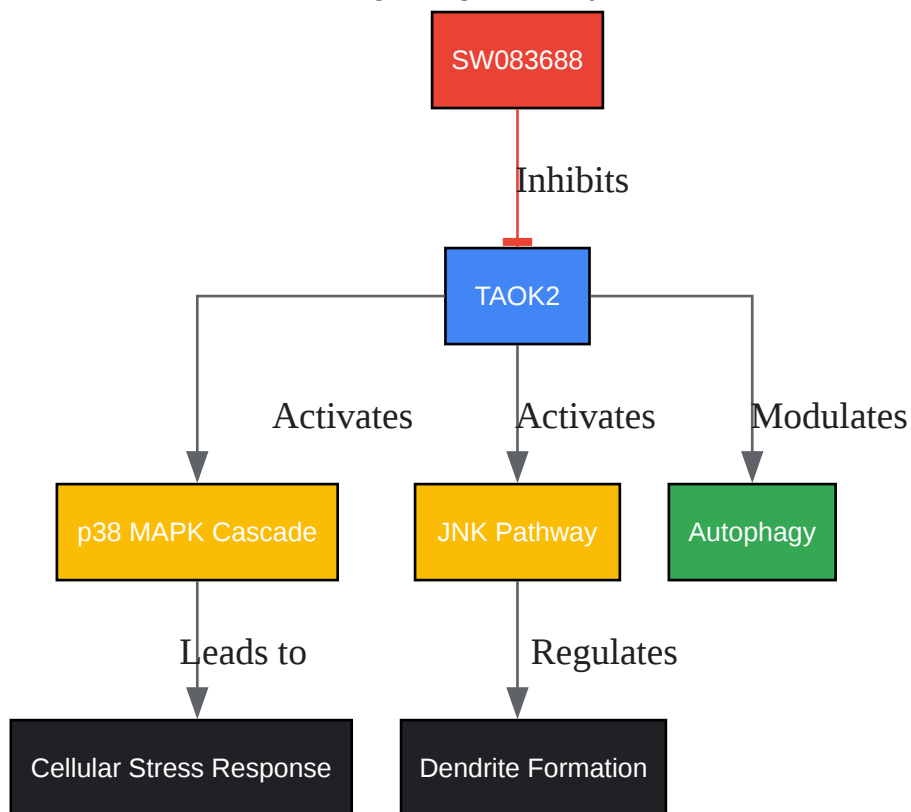 SW083688
Inhibits
TAOK2
Activates
Activates
Modulates
p38 MAPK Cascade
JNK Pathway
Autophagy
Leads to
Regulates
Cellular Stress Response
Dendrite Formation